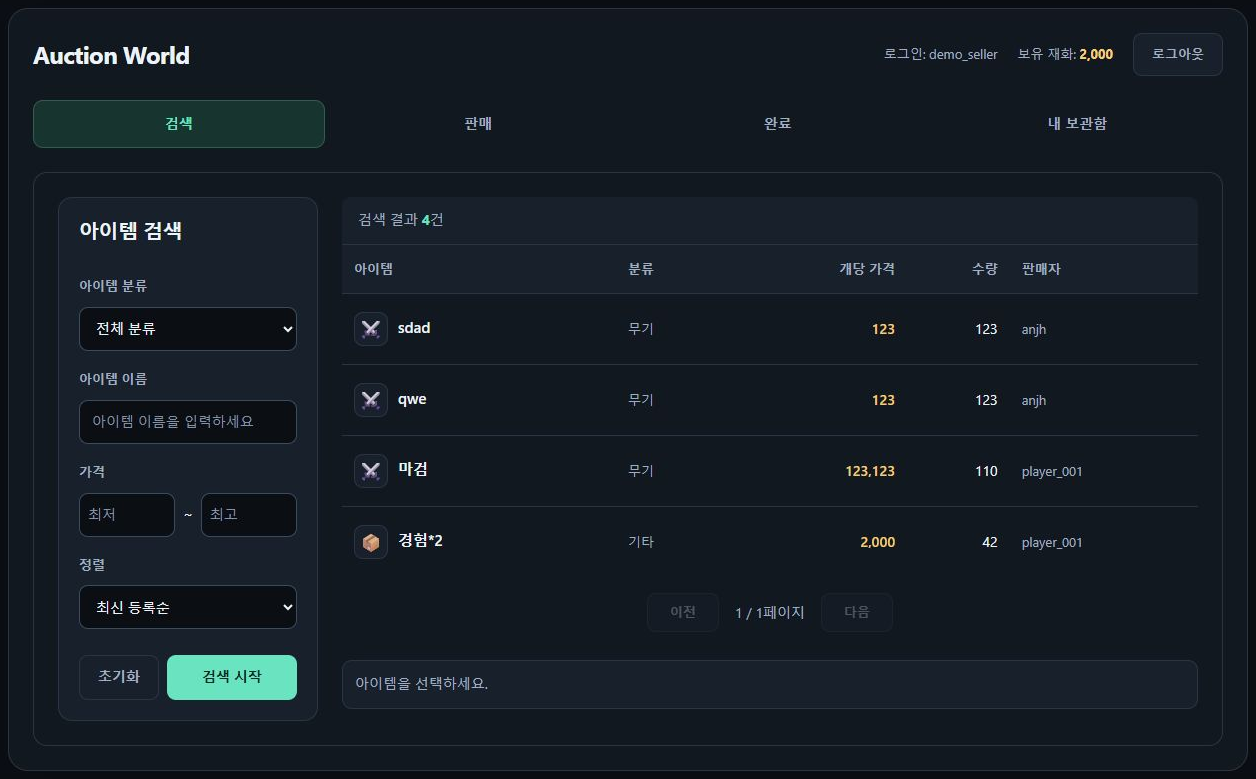 Auction World
로그인: demo_seller 보유 재화: 2,000 로그아웃
검색 판매 완료 내 보관함
아이템 검색
아이템 분류
전체 분류
아이템 이름
아이템 이름을 입력하세요
가격
최저 ~ 최고
정렬
최신 등록순
초기화 검색 시작
검색 결과 4건
아이템 분류 개당 가격 수량 판매자
sdad 무기 123 123 anjh
qwe 무기 123 123 anjh
마검 무기 123,123 110 player_001
경험*2 기타 2,000 42 player_001
이전 1 / 1페이지 다음
아이템을 선택하세요.